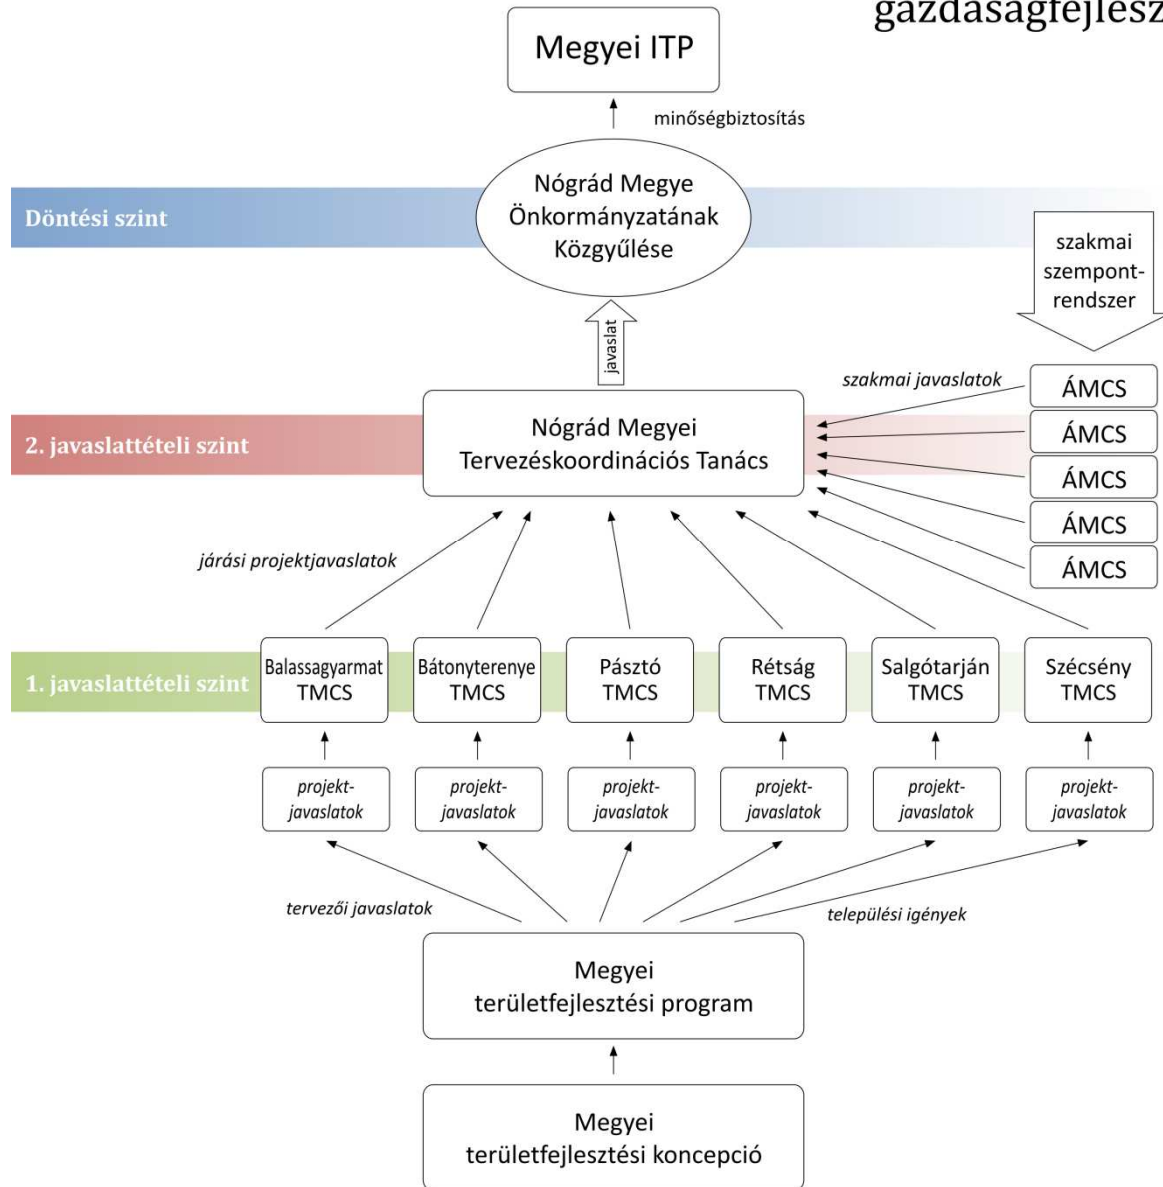 gazdaságfejlesz
Megyei ITP
minőségbiztosítás
Döntési szint
Nógrád Megye
Önkormányzatának
Közgyűlése
szakmai
szempont-
rendszer
javaslat
szakmai javaslatok
ÁMCS
ÁMCS
ÁMCS
ÁMCS
ÁMCS
2. javaslattételi szint
Nógrád Megyei
Tervezéskoordinációs Tanács
járási projektjavaslatok
1. javaslattételi szint
Balassagyarmat
TMCS
Bátonyterenye
TMCS
Pásztó
TMCS
Rétság
TMCS
Salgótarján
TMCS
Szécsény
TMCS
projekt-
javaslatok
projekt-
javaslatok
projekt-
javaslatok
projekt-
javaslatok
projekt-
javaslatok
projekt-
javaslatok
tervezői javaslatok
települési igények
Megyei
területfejlesztési program
Megyei
területfejlesztési koncepció